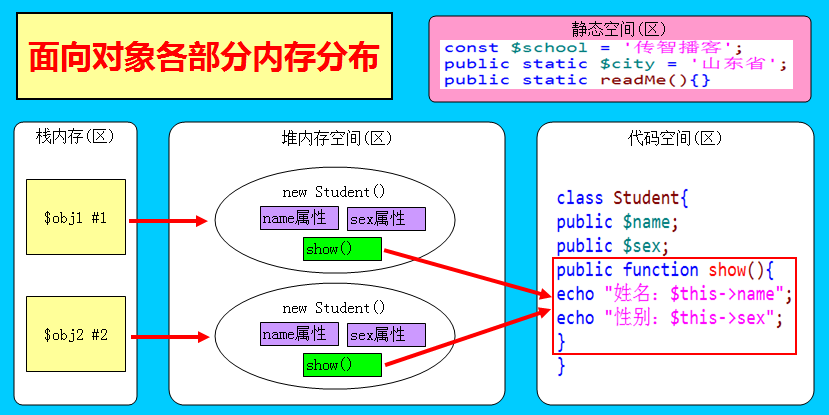 面向对象各部分内存分布
静态空间(区)
const $school = '传智播客';
public static $city = '山东省';
public static readMe(){}
栈内存(区)
$obj1 #1
$obj2 #2
堆内存空间(区)
new Student()
name属性
sex属性
show()
new Student()
name属性
sex属性
show()
代码空间(区)
class Student{
public $name;
public $sex;
public function show(){
echo "姓名：$this->name";
echo "性别：$this->sex";
}
}